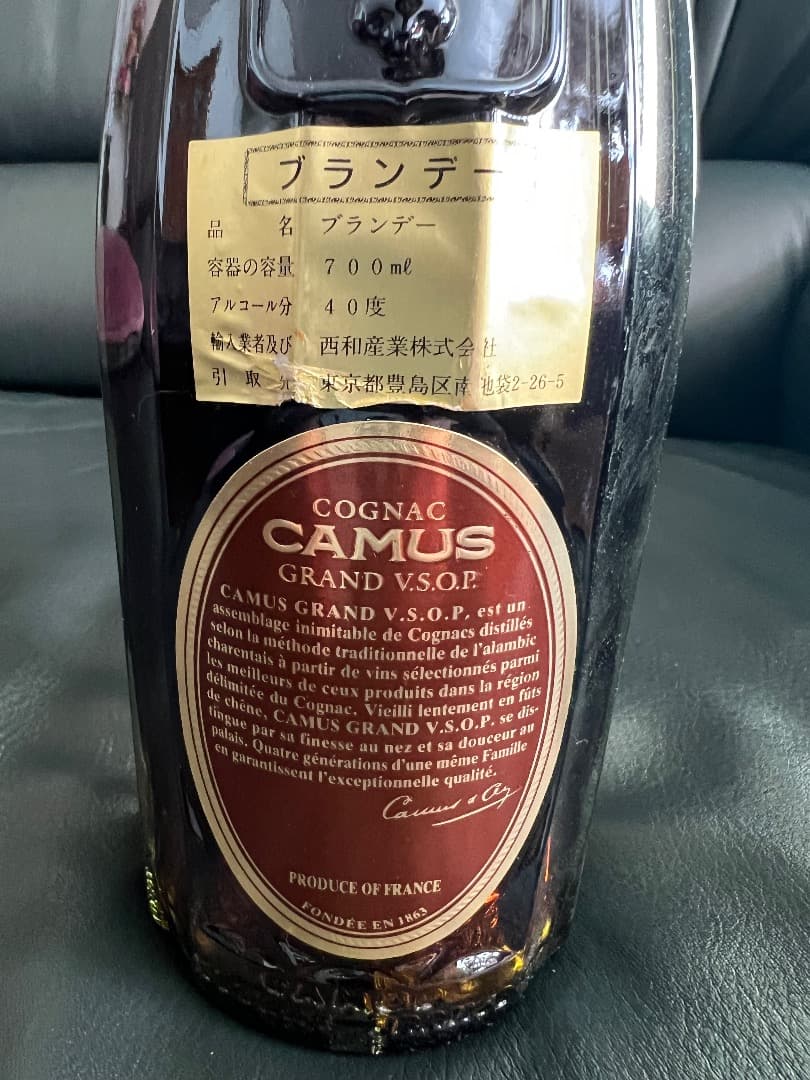 ブランデー
品名 ブランデー
容器の容量 700㎖
アルコール分 40度
輸入業者及び 西和産業株式会社
引取先 東京都豊島区南池袋2-26-5
COGNAC
CAMUS
GRAND V.S.O.P.
CAMUS GRAND V.S.O.P. est un
assemblage inimitable de Cognacs distillés
selon la méthode traditionnelle de l'alambic
charentais à partir de vins sélectionnés parmi
les meilleurs de ceux produits dans la région
délimitée du Cognac. Vieilli lentement en fûts
de chêne, CAMUS GRAND V.S.O.P. se dis-
tingue par sa finesse au nez et sa douceur au
palais. Quatre générations d'une même Famille
en garantissent l'exceptionnelle qualité.
PRODUCE OF FRANCE
FONDÉE EN 1863